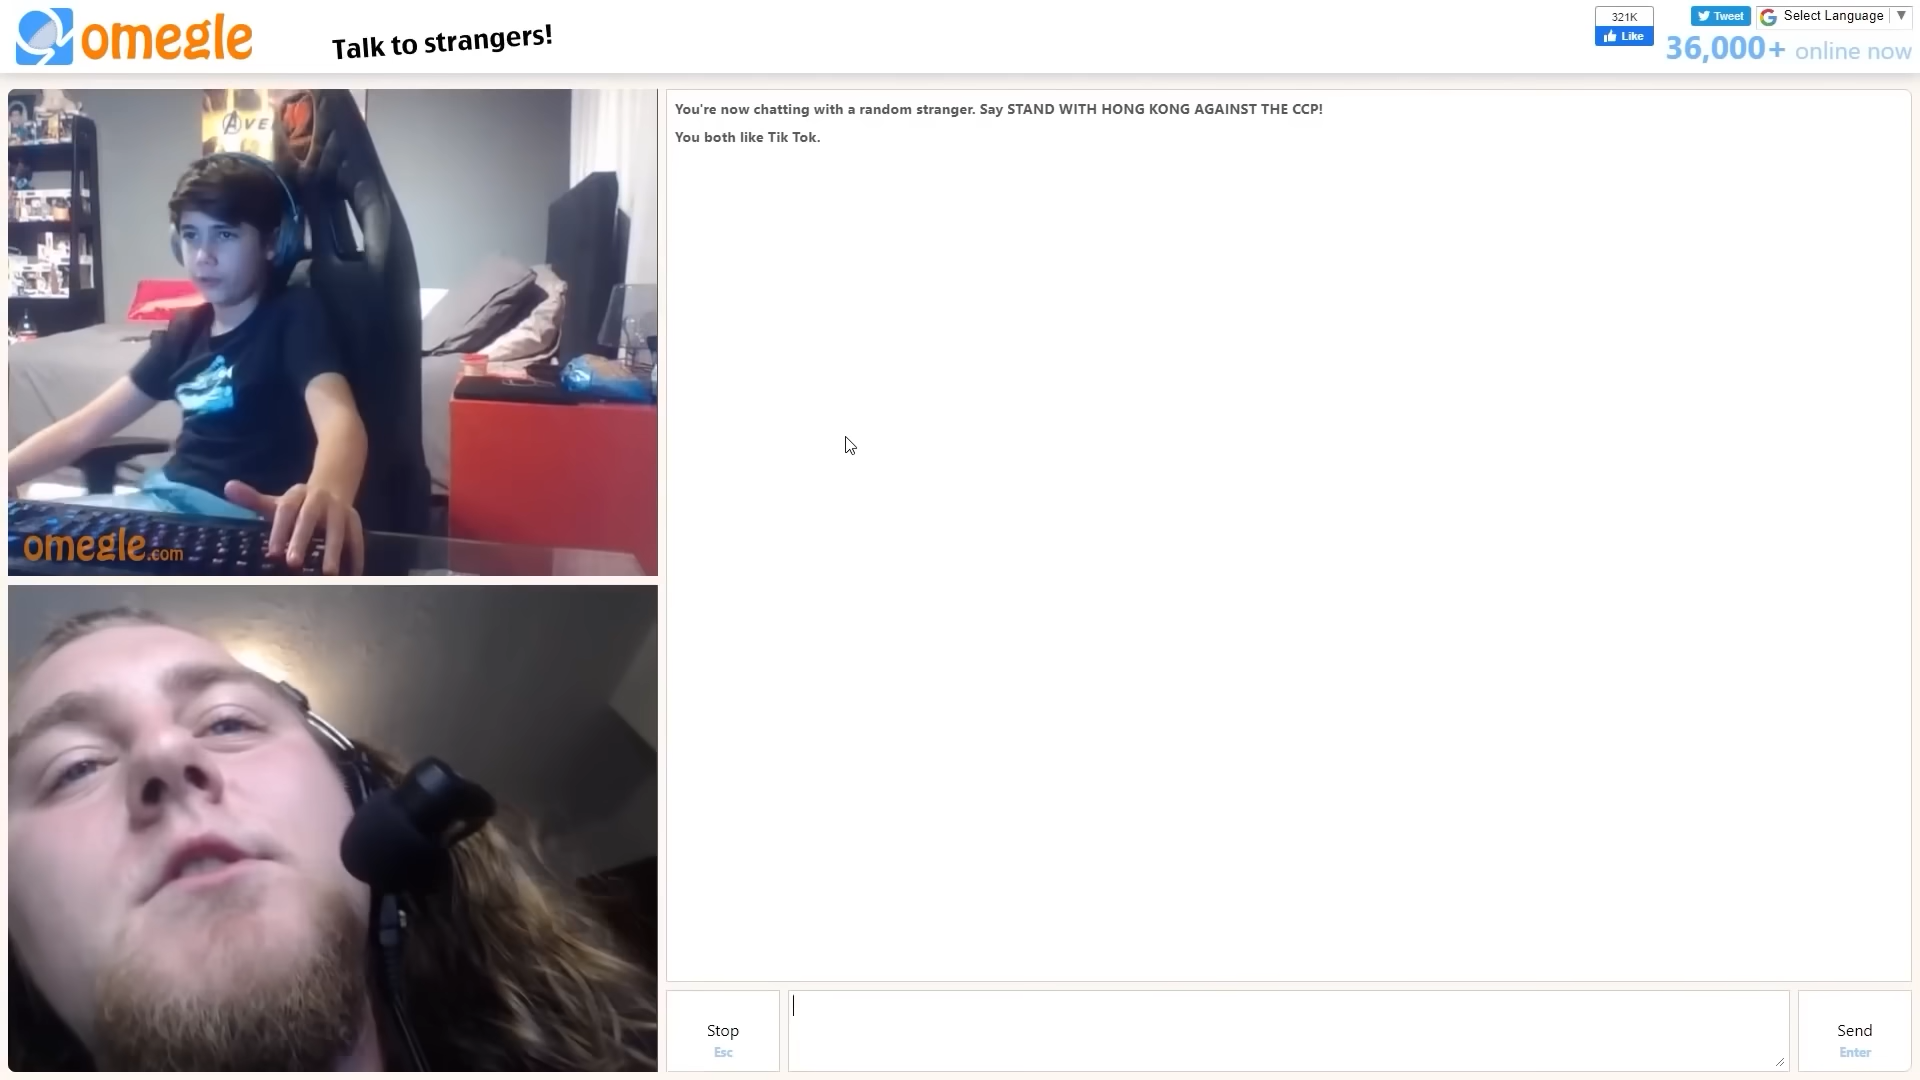 omegle
Talk to strangers!
321K
Like
Tweet
Select Language
36,000+ online now
AVE
omegle.com
You're now chatting with a random stranger. Say STAND WITH HONG KONG AGAINST THE CCP!
You both like Tik Tok.
Stop
Esc
Send
Enter